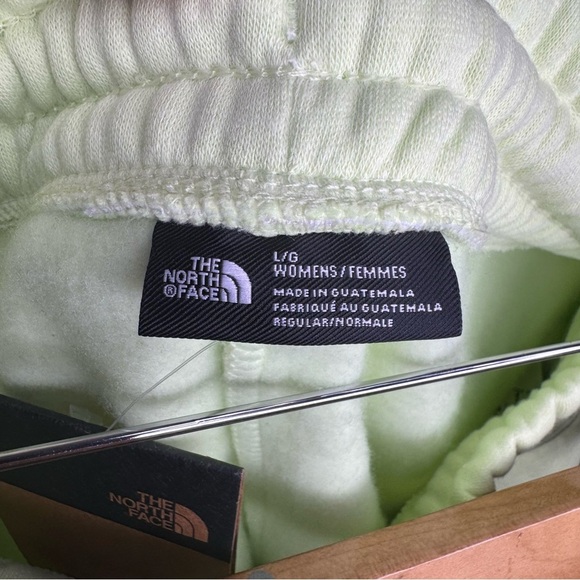 THE
NORTH
®FACE
L/G
WOMENS/FEMMES
MADE IN GUATEMALA
FABRIQUÉ AU GUATEMALA
REGULAR/NORMALE
THE
NORTH
FACE